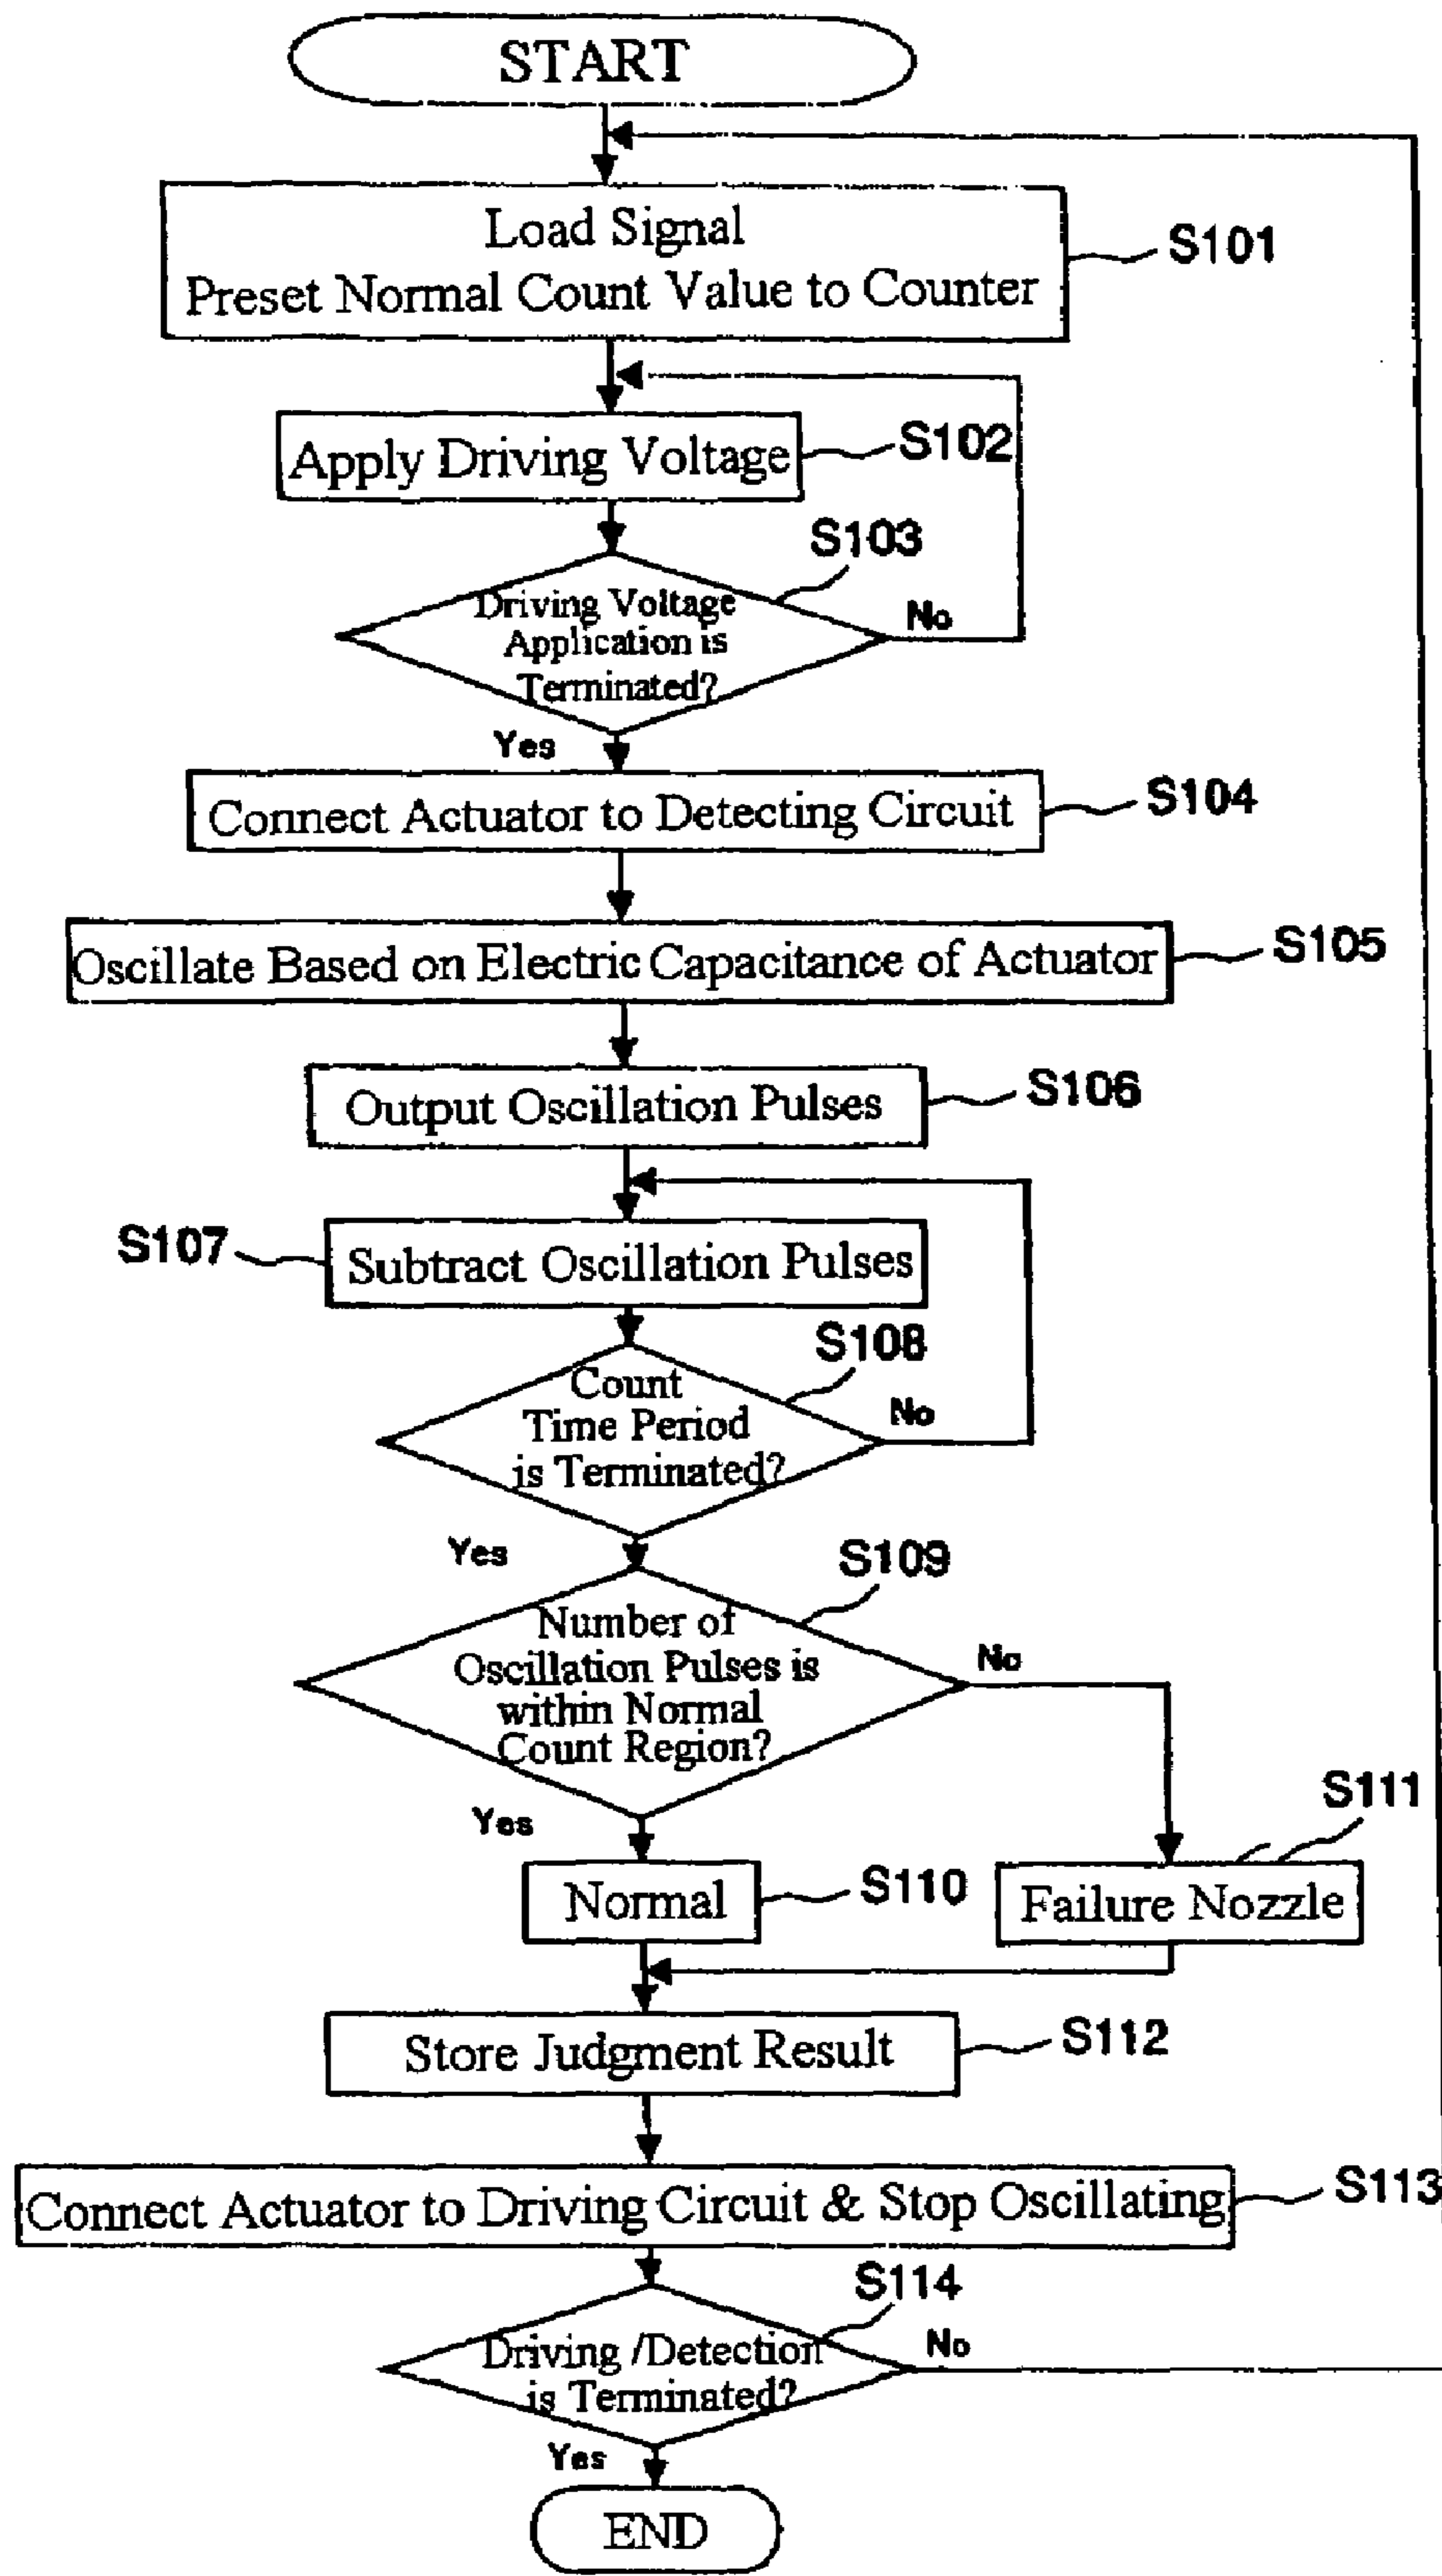 START
Load Signal
Preset Normal Count Value to Counter
S101
Apply Driving Voltage
S102
S103
Driving Voltage
Application is
Terminated?
No
Yes
Connect Actuator to Detecting Circuit
S104
Oscillate Based on Electric Capacitance of Actuator
S105
Output Oscillation Pulses
S106
S107
Subtract Oscillation Pulses
S108
Count
Time Period
is Terminated?
No
Yes
S109
Number of
Oscillation Pulses is
within Normal
Count Region?
No
Yes
S111
Normal
S110
Failure Nozzle
Store Judgment Result
S112
Connect Actuator to Driving Circuit & Stop Oscillating
S113
S114
Driving /Detection
is Terminated?
No
Yes
END